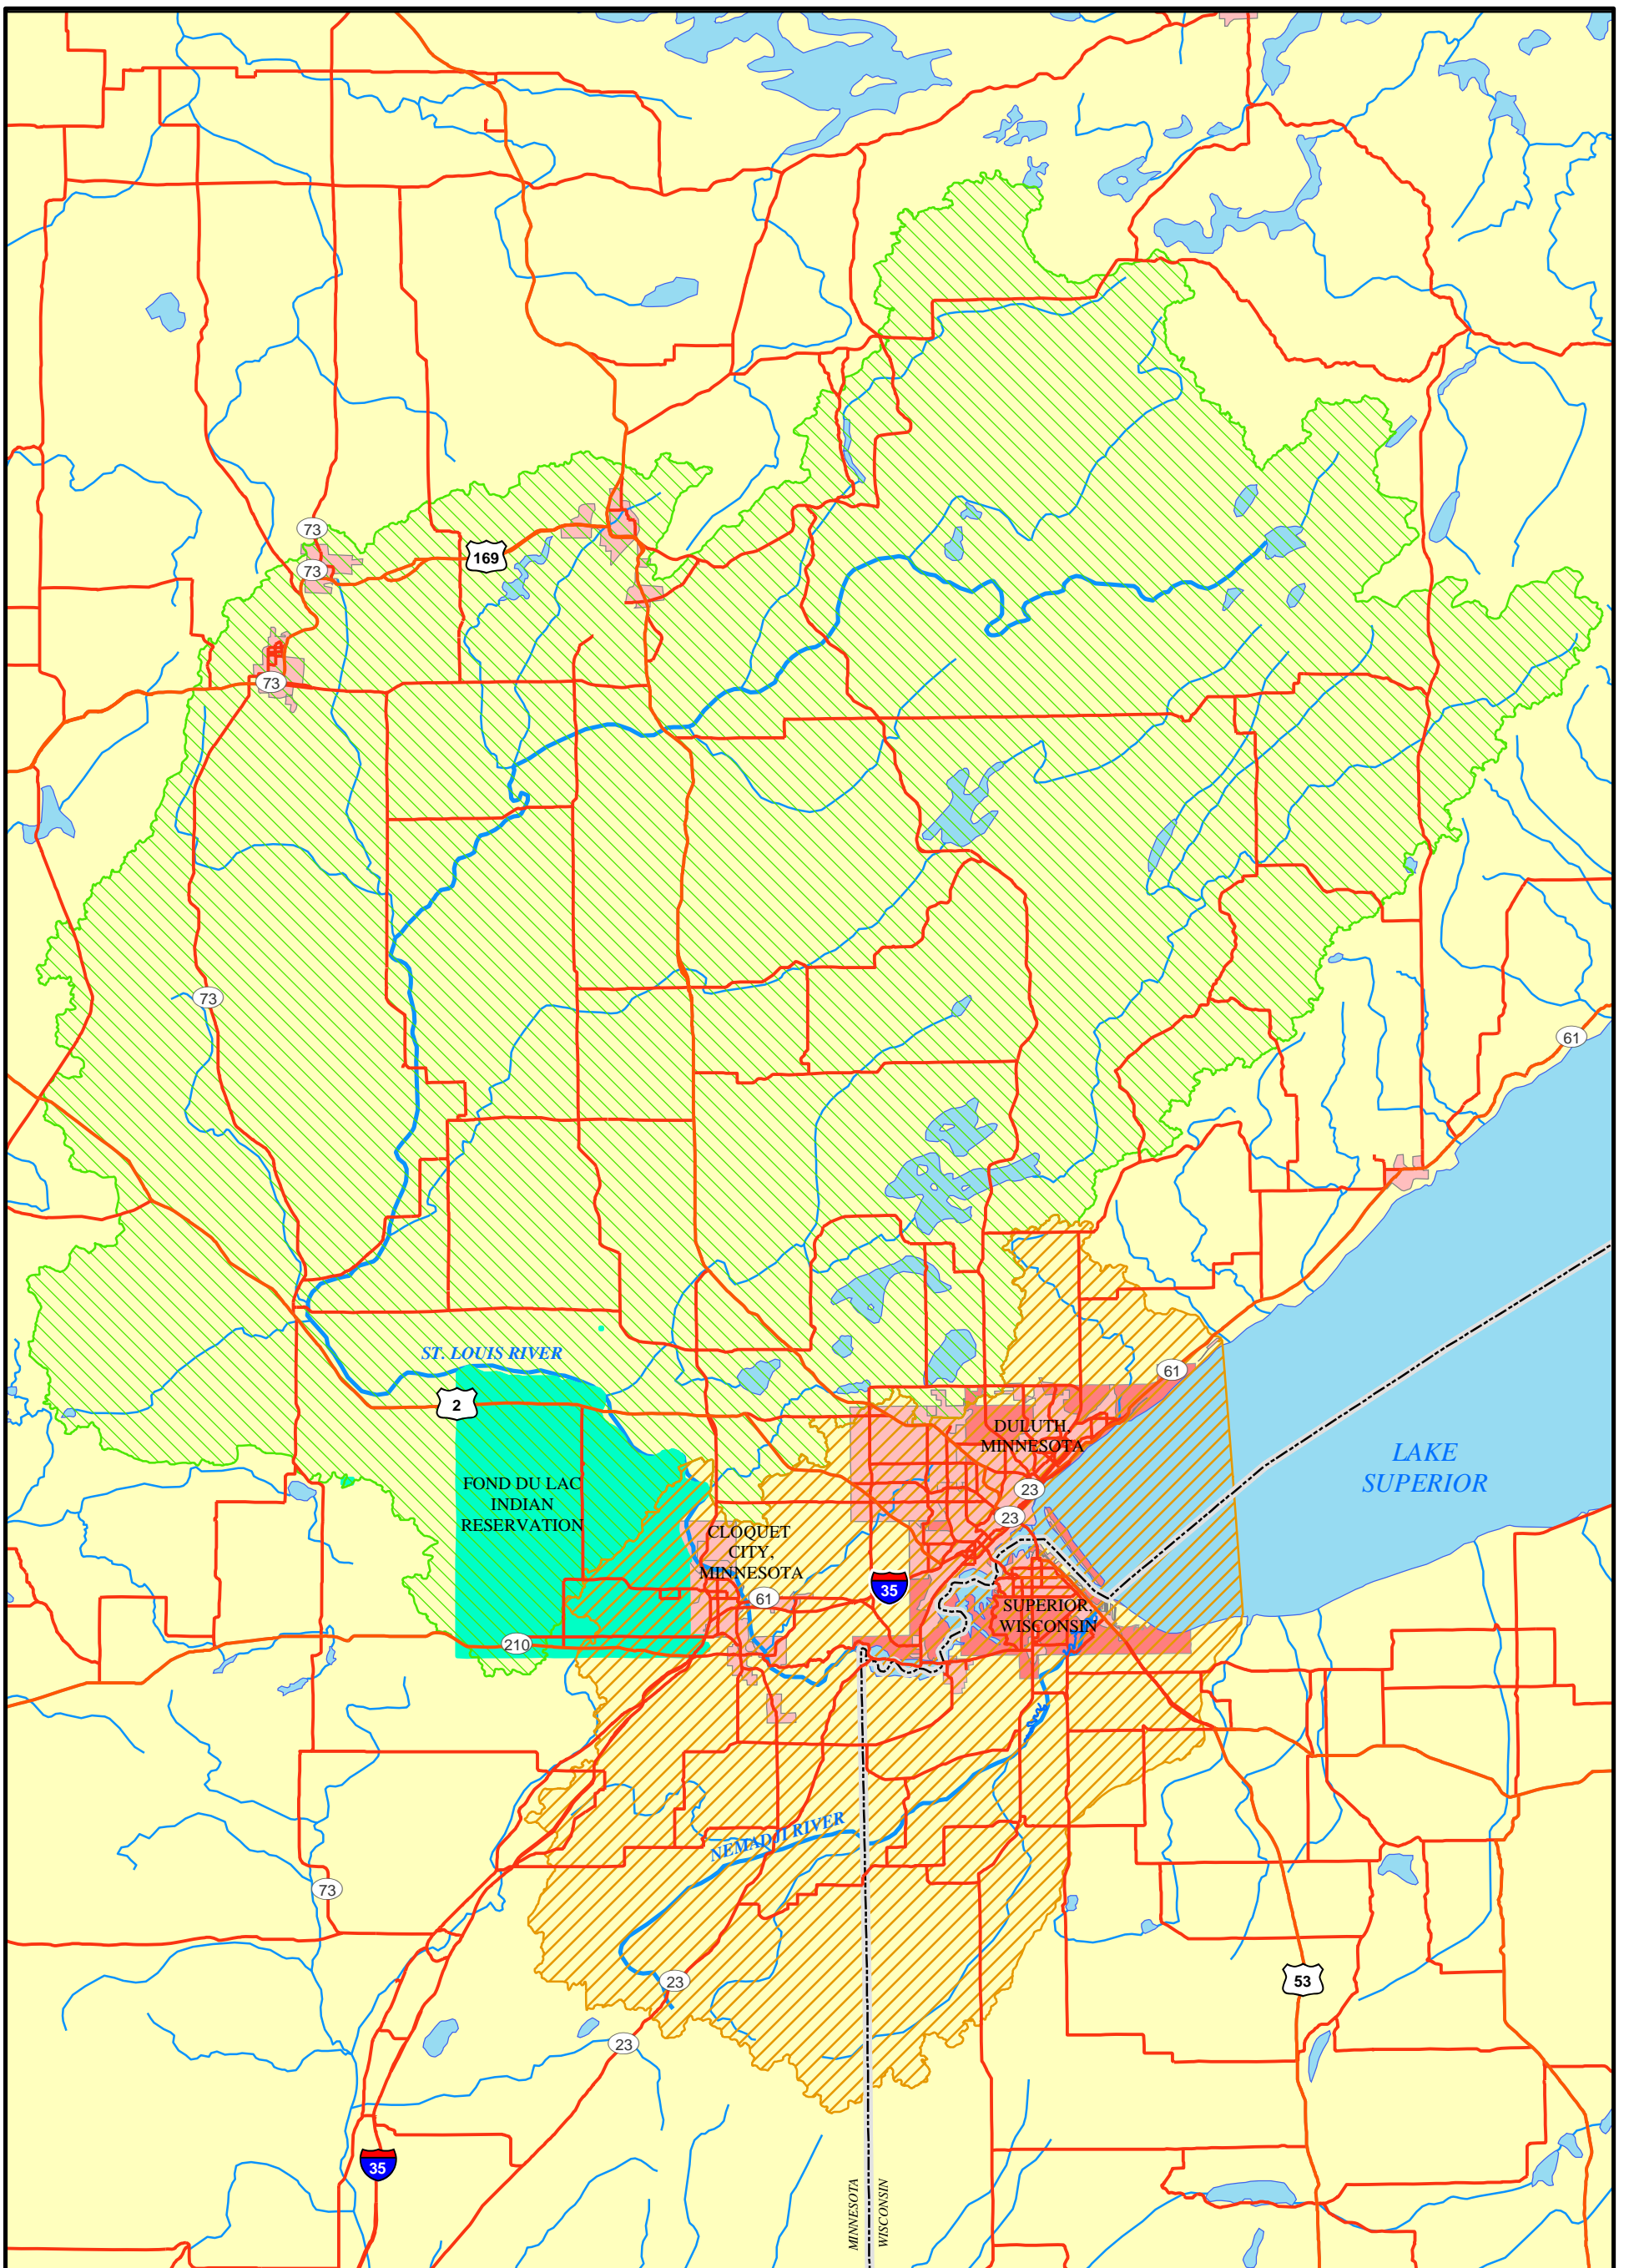 73
169
73
73
73
61
ST. LOUIS RIVER
61
2
DULUTH,
MINNESOTA
LAKE
SUPERIOR
FOND DU LAC
INDIAN
RESERVATION
23
23
CLOQUET
CITY,
MINNESOTA
35
61
SUPERIOR,
WISCONSIN
210
NEMADJI RIVER
73
23
53
23
35
MINNESOTA
WISCONSIN